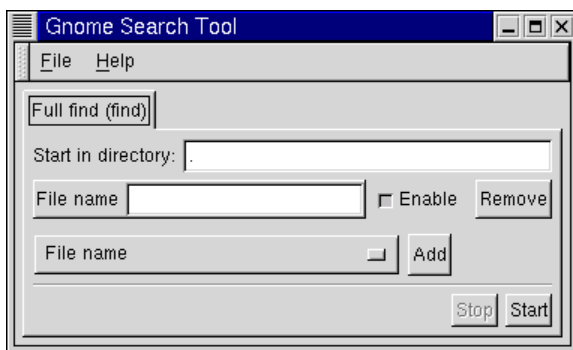 Gnome Search Tool
File Help
Full find (find)
Start in directory: .
File name Enable Remove
File name Add
Stop Start